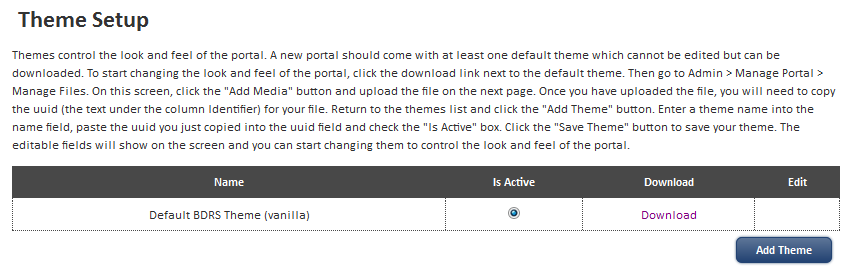 Theme Setup
Themes control the look and feel of the portal. A new portal should come with at least one default theme which cannot be edited but can be
downloaded. To start changing the look and feel of the portal, click the download link next to the default theme. Then go to Admin > Manage Portal >
Manage Files. On this screen, click the "Add Media" button and upload the file on the next page. Once you have uploaded the file, you will need to copy
the uuid (the text under the column Identifier) for your file. Return to the themes list and click the "Add Theme" button. Enter a theme name into the
name field, paste the uuid you just copied into the uuid field and check the "Is Active" box. Click the "Save Theme" button to save your theme. The
editable fields will show on the screen and you can start changing them to control the look and feel of the portal.
Name Is Active Download Edit
Default BDRS Theme (vanilla) Download
Add Theme